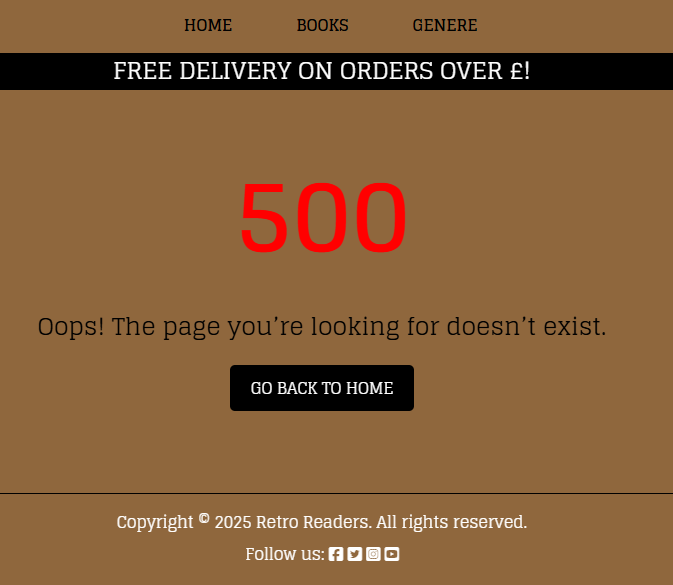 HOME BOOKS GENERE
FREE DELIVERY ON ORDERS OVER £!
500
Oops! The page you’re looking for doesn’t exist.
GO BACK TO HOME
Copyright © 2025 Retro Readers. All rights reserved.
Follow us: